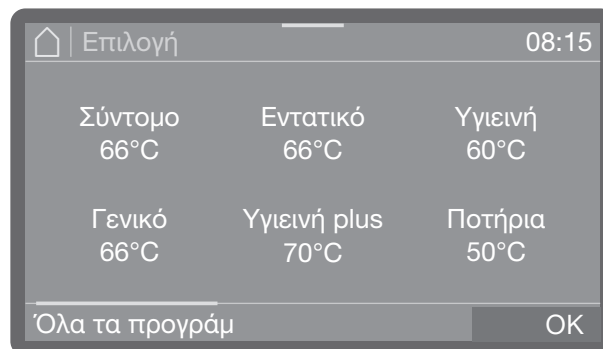 Επιλογή 08:15
Σύντομο Εντατικό Υγιεινή
66°C 66°C 60°C
Γενικό Υγιεινή plus Ποτήρια
66°C 70°C 50°C
Όλα τα προγράμ OK